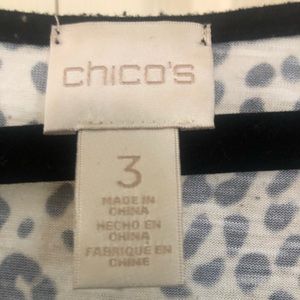 chico's
3
MADE IN
CHINA
HECHO EN
CHINA
FABRIQUE EN
CHINE